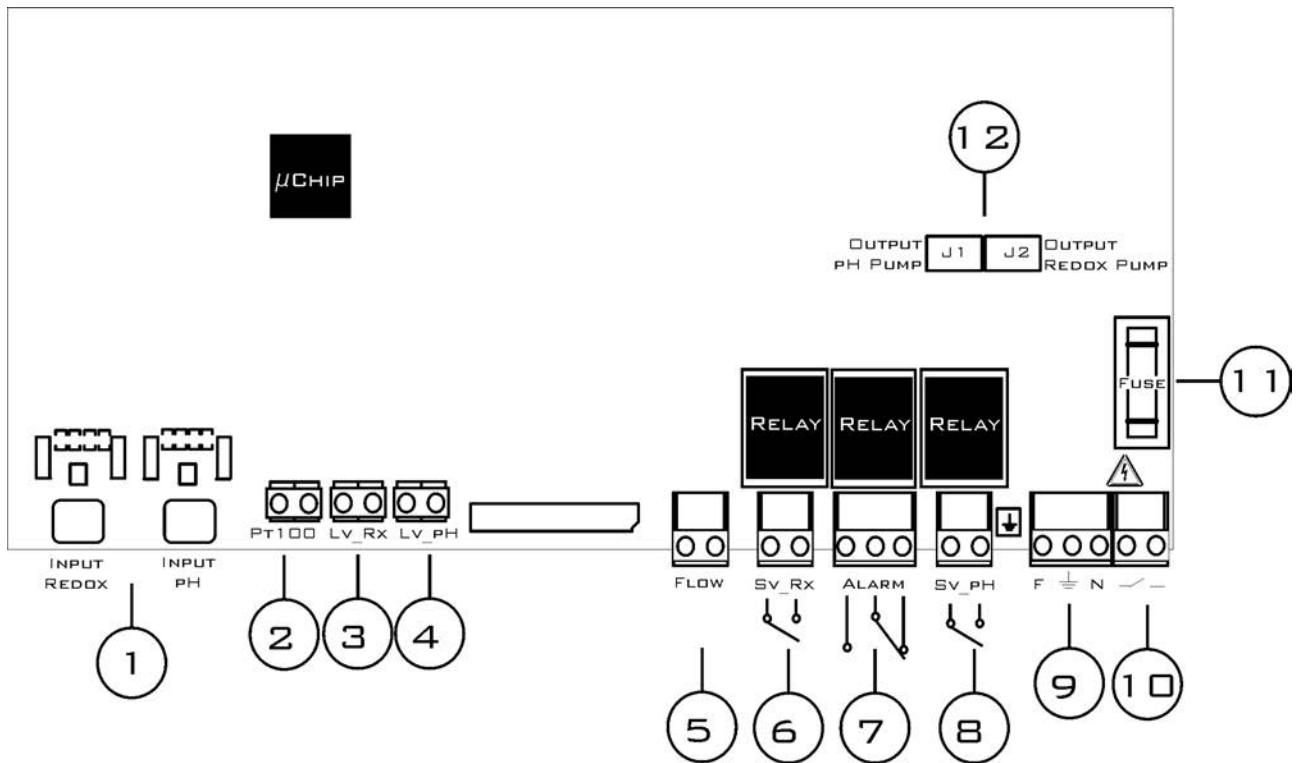 12
µCHIP
OUTPUT
pH PUMP
J1
J2
OUTPUT
REDOX PUMP
FUSE
11
RELAY
RELAY
RELAY
PT100
LV_RX
LV_pH
INPUT
REDOX
INPUT
pH
FLOW
SV_RX
ALARM
SV_pH
F
N
1
2
3
4
5
6
7
8
9
10